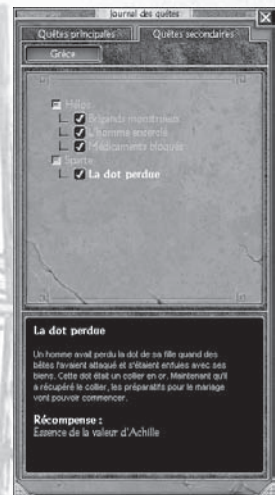 Journal des quêtes
Quêtes principales
Quêtes secondaires
Grèce
Hélos
Brigands monstrueux
L'homme encerclé
Médicaments bloqués
Sparte
La dot perdue
La dot perdue
Un homme avait perdu la dot de sa fille quand des
bêtes l'avaient attaqué et s'étaient enfuies avec ses
biens. Cette dot était un collier en or. Maintenant qu'il
a récupéré le collier, les préparatifs pour le mariage
vont pouvoir commencer.
Récompense :
Essence de la valeur d'Achille